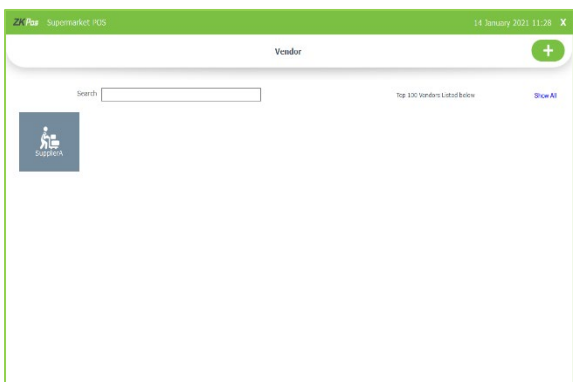 ZKPos Supermarket POS 14 January 2021 11:28 X
Vendor
+
Search Top 100 Vendors Listed below Show All
SupplierA